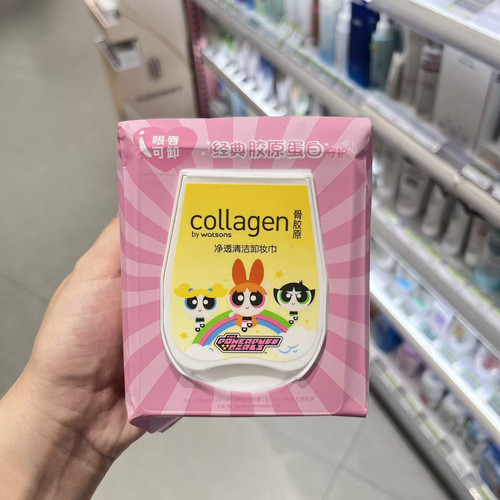 眼唇
可卸
"经典胶原蛋白"
collagen
骨胶原
by watsons
净透清洁卸妆巾
THE
POWERPUFF
GIRLS